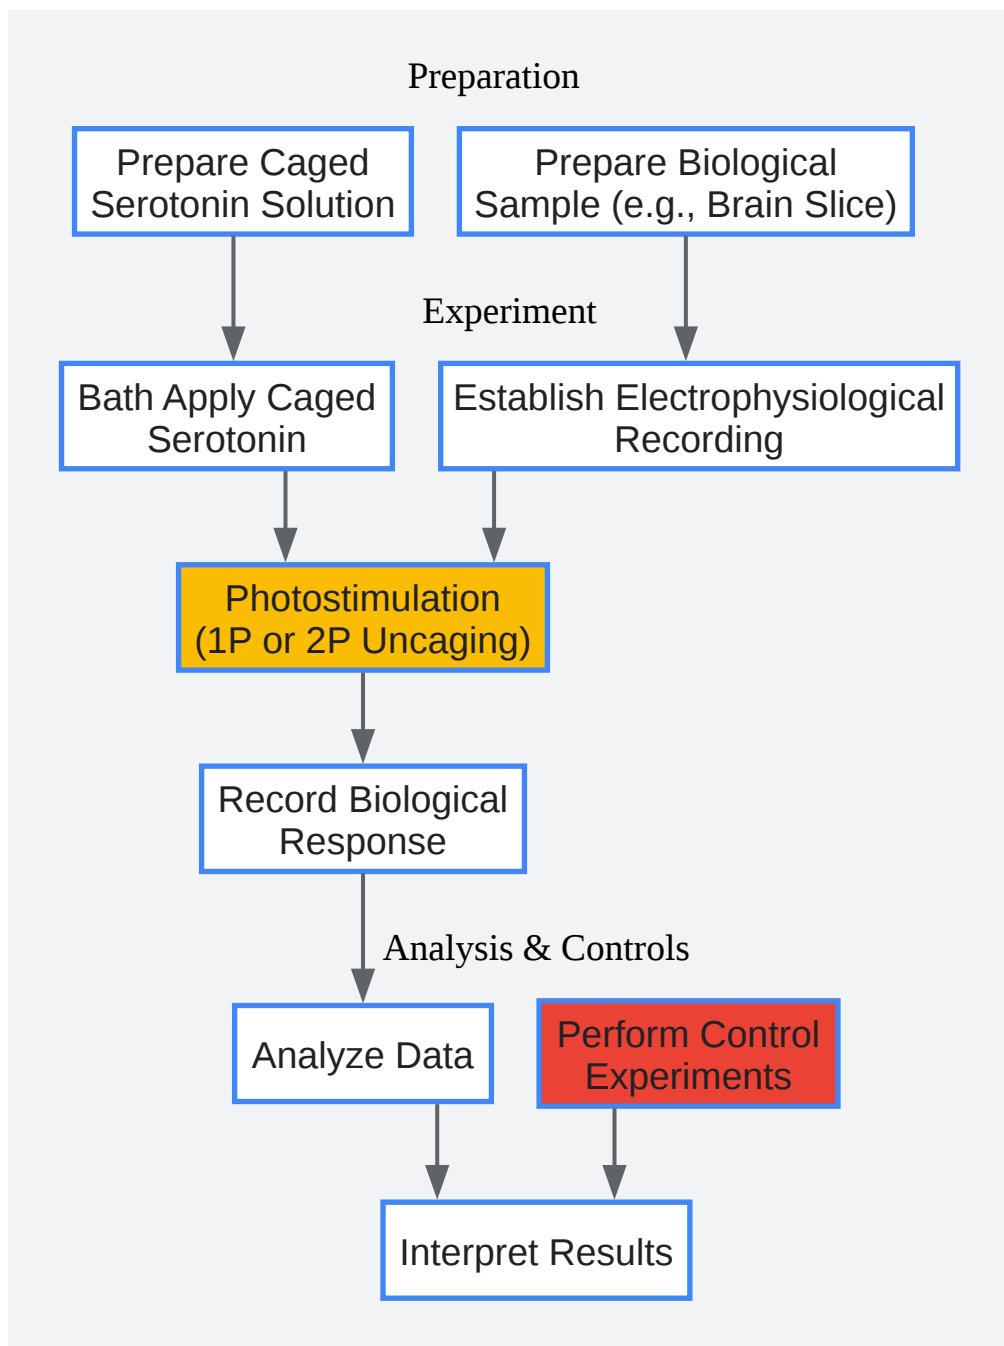 Preparation
Prepare Caged
Serotonin Solution
Prepare Biological
Sample (e.g., Brain Slice)
Experiment
Bath Apply Caged
Serotonin
Establish Electrophysiological
Recording
Photostimulation
(1P or 2P Uncaging)
Record Biological
Response
Analysis & Controls
Analyze Data
Perform Control
Experiments
Interpret Results